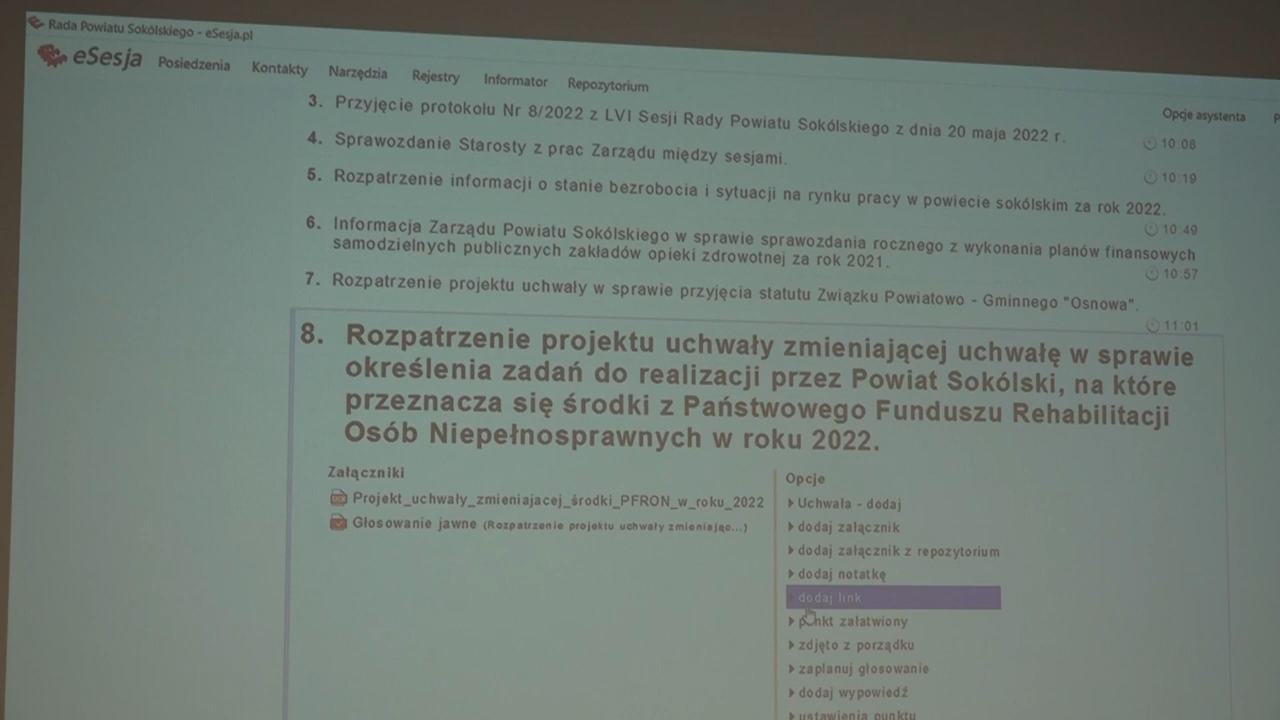 Rada Powiatu Sokólskiego - eSesja.pl
eSesja Posiedzenia Kontakty Narzędzia Rejestry Informator Repozytorium
Opcje asystenta
3. Przyjęcie protokołu Nr 8/2022 z LVI Sesji Rady Powiatu Sokólskiego z dnia 20 maja 2022 r.
10:08
4. Sprawozdanie Starosty z prac Zarządu między sesjami.
10:19
5. Rozpatrzenie informacji o stanie bezrobocia i sytuacji na rynku pracy w powiecie sokólskim za rok 2022.
10:49
6. Informacja Zarządu Powiatu Sokólskiego w sprawie sprawozdania rocznego z wykonania planów finansowych
samodzielnych publicznych zakładów opieki zdrowotnej za rok 2021.
10:57
7. Rozpatrzenie projektu uchwały w sprawie przyjęcia statutu Związku Powiatowo - Gminnego "Osnowa".
11:01
8. Rozpatrzenie projektu uchwały zmieniającej uchwałę w sprawie
określenia zadań do realizacji przez Powiat Sokólski, na które
przeznacza się środki z Państwowego Funduszu Rehabilitacji
Osób Niepełnosprawnych w roku 2022.
Załączniki
Projekt_uchwały_zmieniajacej_środki_PFRON_w_roku_2022
Głosowanie jawne (Rozpatrzenie projektu uchwały zmieniając...)
Opcje
Uchwała - dodaj
dodaj załącznik
dodaj załącznik z repozytorium
dodaj notatkę
dodaj link
punkt załatwiony
zdjęto z porządku
zaplanuj głosowanie
dodaj wypowiedź
ustawienia punktu